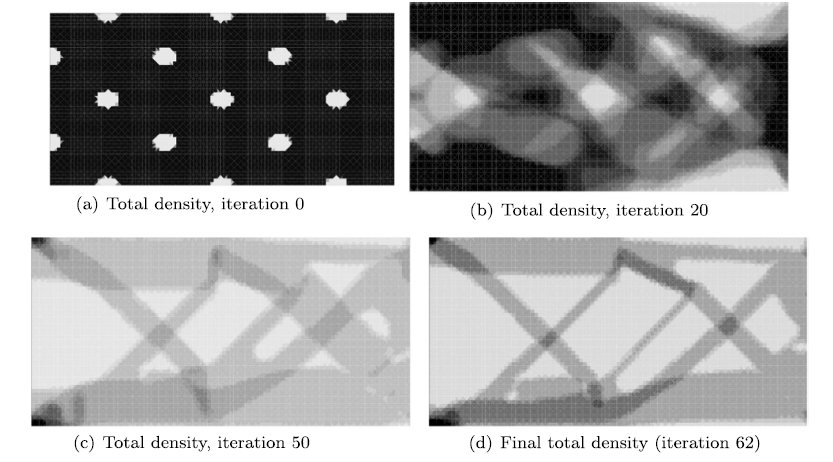 (a) Total density, iteration 0
(b) Total density, iteration 20
(c) Total density, iteration 50
(d) Final total density (iteration 62)